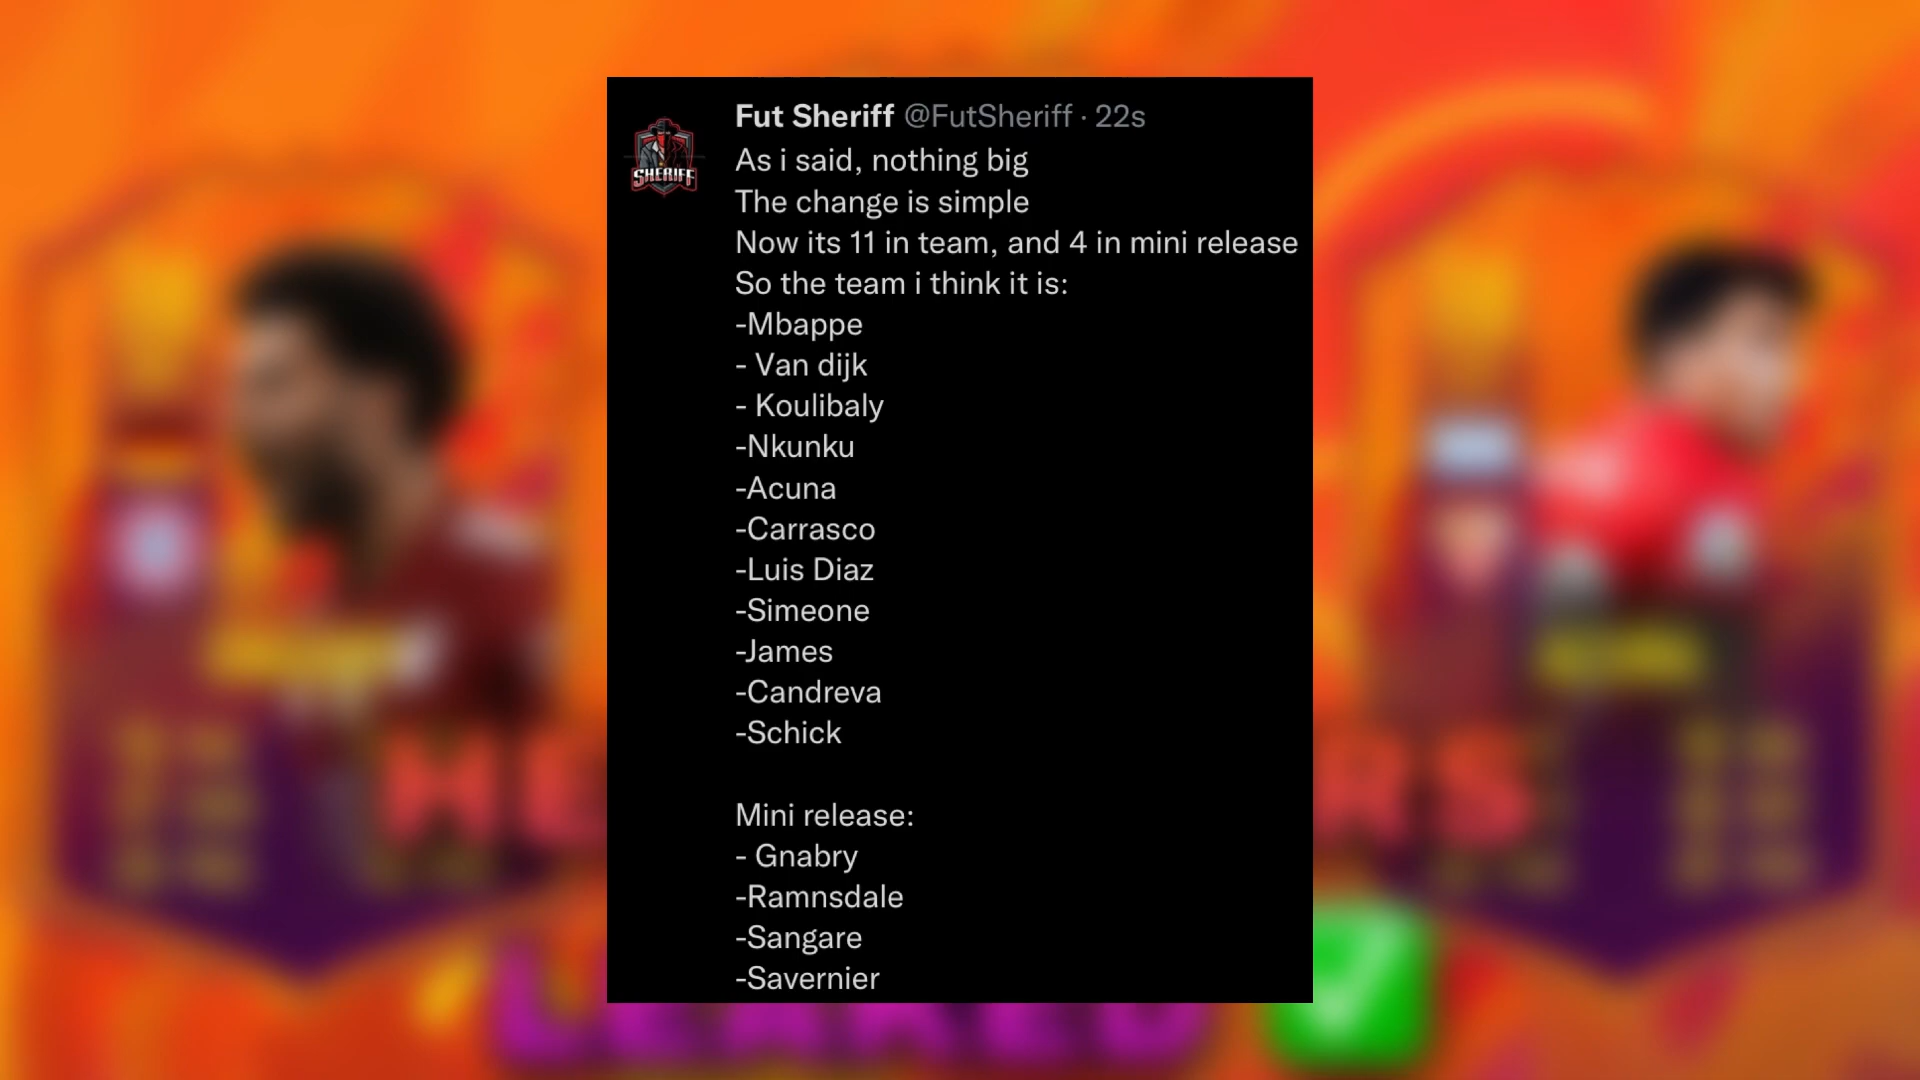 Fut Sheriff @FutSheriff · 22s
SHERIFF
As i said, nothing big
The change is simple
Now its 11 in team, and 4 in mini release
So the team i think it is:
-Mbappe
- Van dijk
- Koulibaly
-Nkunku
-Acuna
-Carrasco
-Luis Diaz
-Simeone
-James
-Candreva
-Schick
Mini release:
- Gnabry
-Ramnsdale
-Sangare
-Savernier